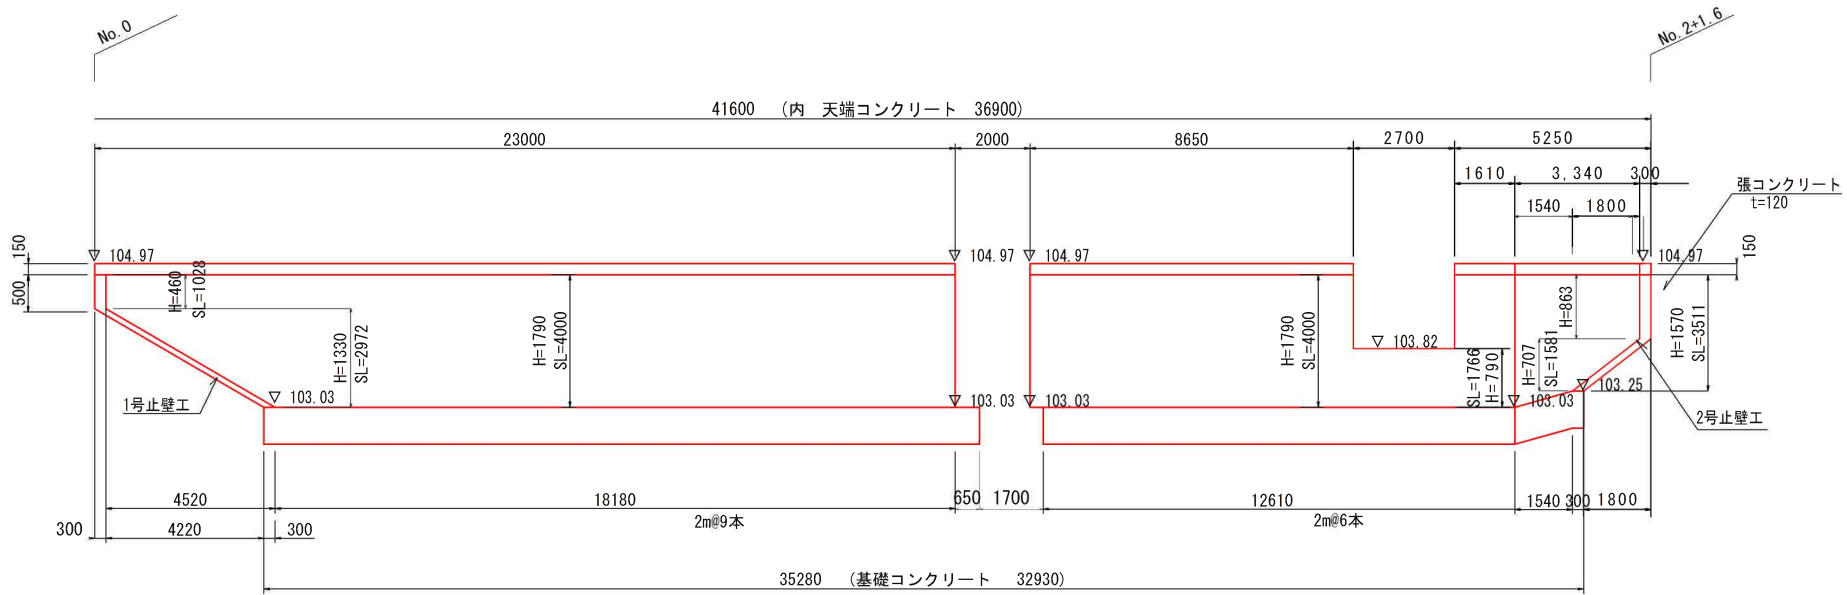 No.0
No.2+1.6
41600 （内 天端コンクリート 36900）
23000
2000
8650
2700
5250
1610
3,340
300
1540
1800
張コンクリート
t=120
150
500
104.97
104.97
104.97
104.97
150
H=460
SL=1028
H=1330
SL=2972
H=1790
SL=4000
H=1790
SL=4000
103.82
SL=1766
H=790
H=863
H=707
SL=1581
H=1570
SL=3511
103.25
1号止壁工
103.03
103.03
103.03
103.03
2号止壁工
4520
18180
650
1700
12610
1540
300
1800
2m@9本
2m@6本
300
4220
300
35280 （基礎コンクリート 32930）